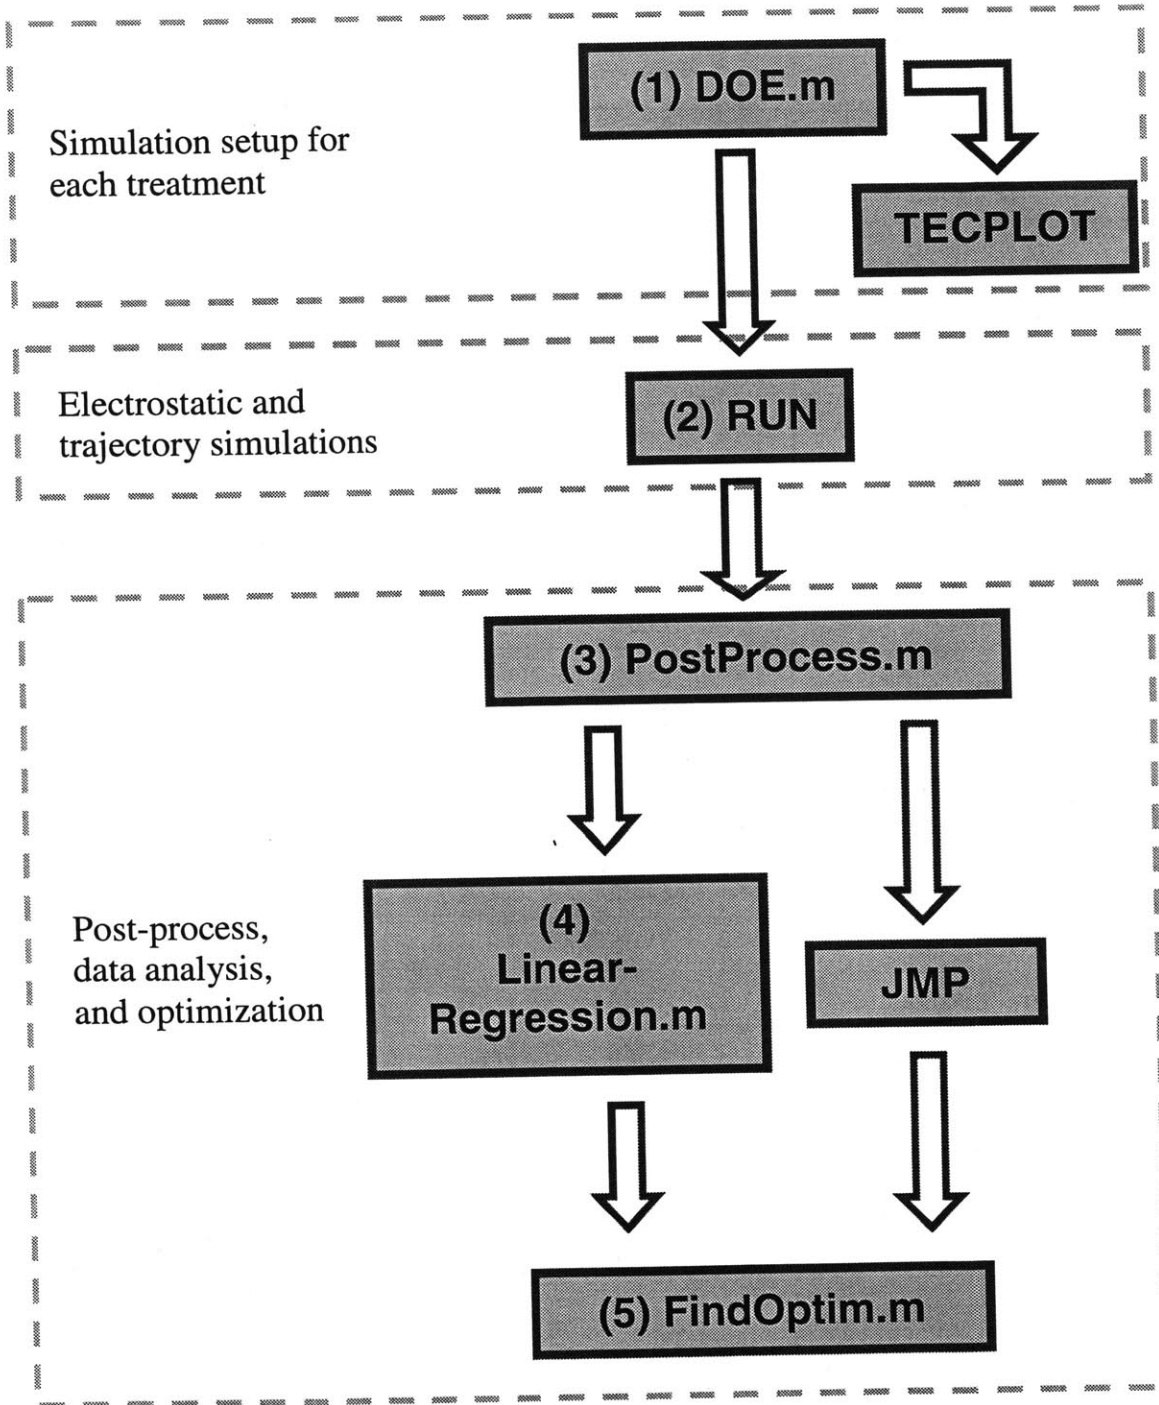 (1) DOE.m
Simulation setup for
each treatment
TECPLOT
Electrostatic and
trajectory simulations
(2) RUN
(3) PostProcess.m
(4)
Linear-
Regression.m
JMP
Post-process,
data analysis,
and optimization
(5) FindOptim.m